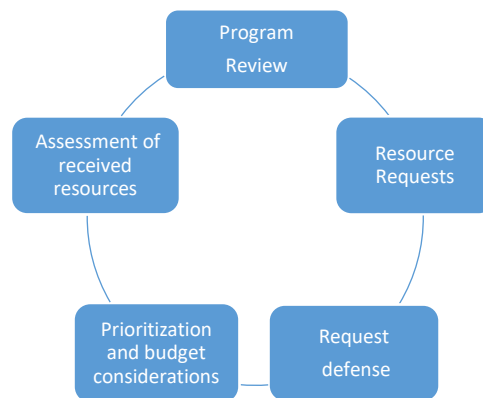 Program
Review
Resource
Requests
Request
defense
Prioritization
and budget
considerations
Assessment of
received
resources